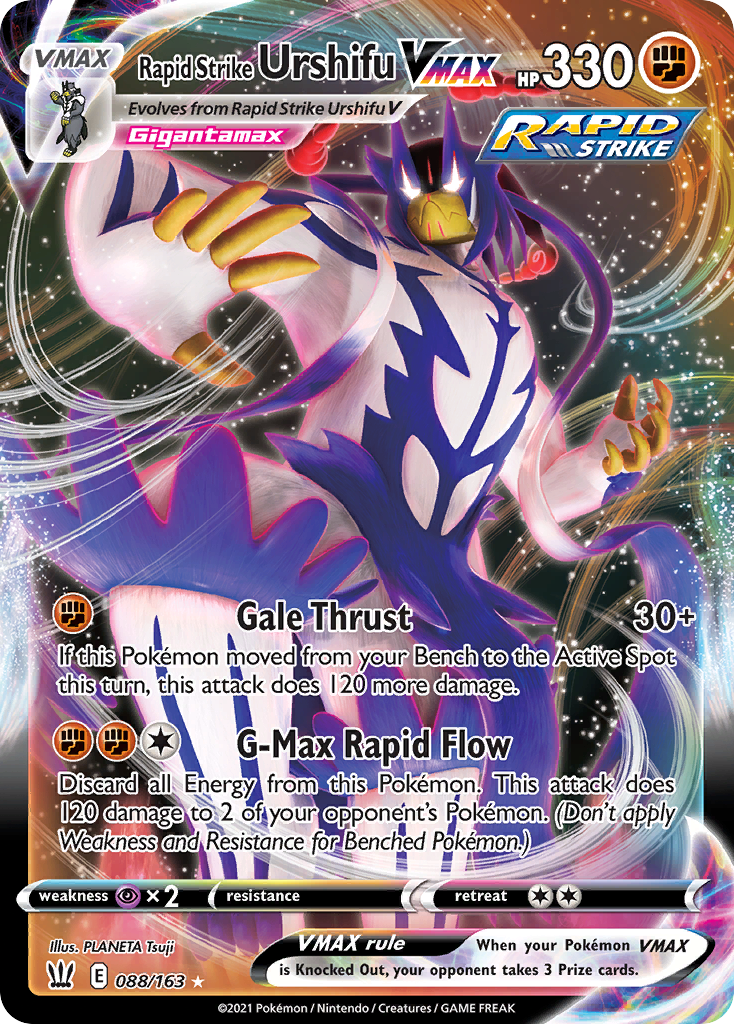 VMAX
Rapid Strike Urshifu VMAX HP 330
Evolves from Rapid Strike Urshifu V
Gigantamax
RAPID
STRIKE
Gale Thrust 30+
If this Pokémon moved from your Bench to the Active Spot
this turn, this attack does 120 more damage.
G-Max Rapid Flow
Discard all Energy from this Pokémon. This attack does
120 damage to 2 of your opponent's Pokémon. (Don't apply
Weakness and Resistance for Benched Pokémon.)
weakness ×2 resistance retreat
Illus. PLANETA Tsuji
VMAX rule When your Pokémon VMAX
is Knocked Out, your opponent takes 3 Prize cards.
E 088/163
©2021 Pokémon / Nintendo / Creatures / GAME FREAK